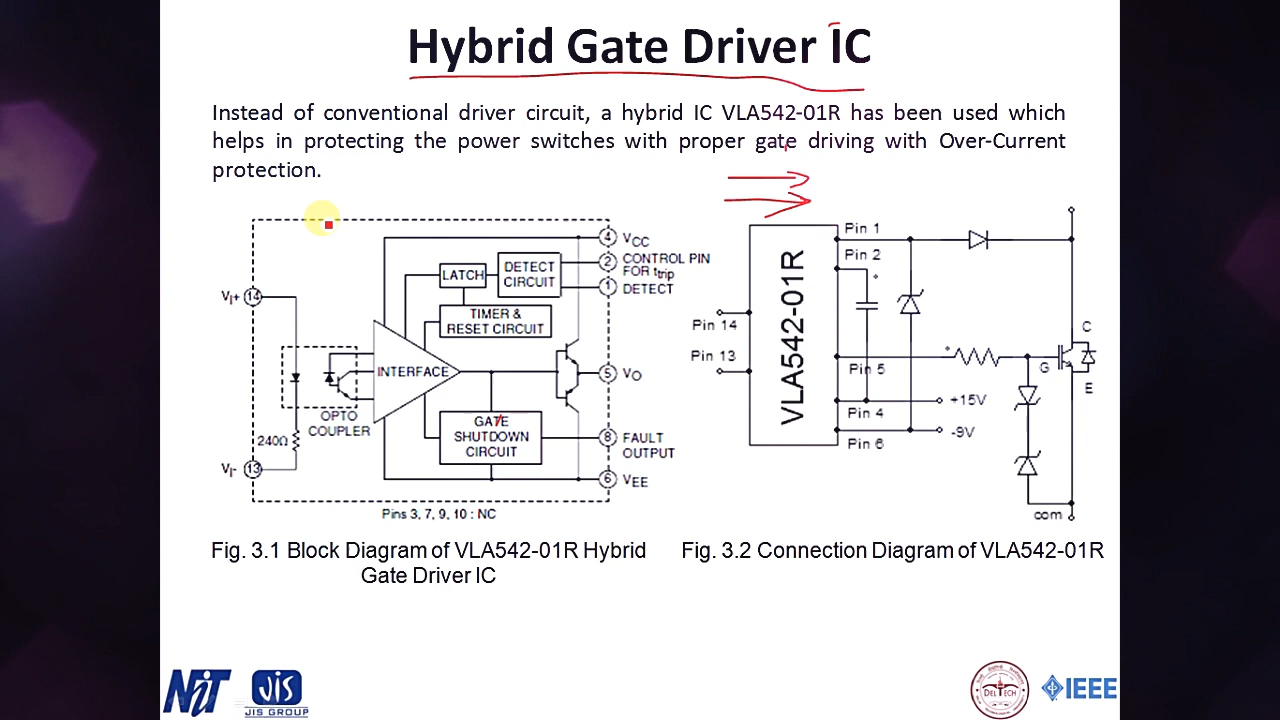 Hybrid Gate Driver IC
Instead of conventional driver circuit, a hybrid IC VLA542-01R has been used which
helps in protecting the power switches with proper gate driving with Over-Current
protection.
4 VCC
2 CONTROL PIN
FOR ttrip
1 DETECT
LATCH
DETECT
CIRCUIT
TIMER &
RESET CIRCUIT
VI+ 14
INTERFACE
5 VO
OPTO
COUPLER
240Ω
GATE
SHUTDOWN
CIRCUIT
8 FAULT
OUTPUT
VI- 13
6 VEE
Pins 3, 7, 9, 10 : NC
VLA542-01R
Pin 1
Pin 2
Pin 14
Pin 13
Pin 5
Pin 4
Pin 6
+15V
-9V
C
G
E
com
Fig. 3.1 Block Diagram of VLA542-01R Hybrid
Gate Driver IC
Fig. 3.2 Connection Diagram of VLA542-01R
NiT
JIS
JIS GROUP
DELTECH
IEEE